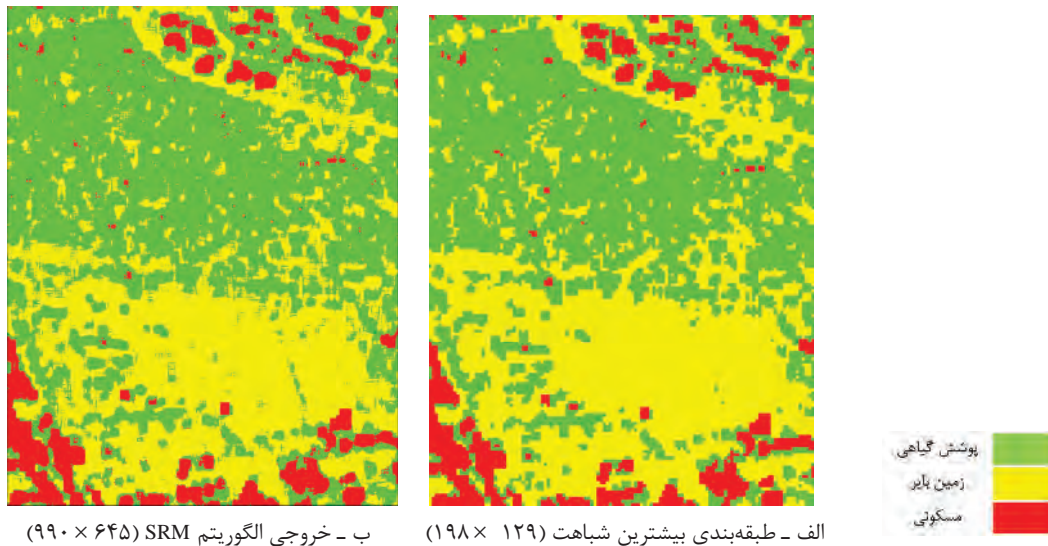 پوشش گیاهی
زمین بایر
مسکونی
الف ـ طبقه‌بندی بیشترین شباهت (۱۲۹ × ۱۹۸)
ب ـ خروجی الگوریتم SRM (۶۴۵ × ۹۹۰)